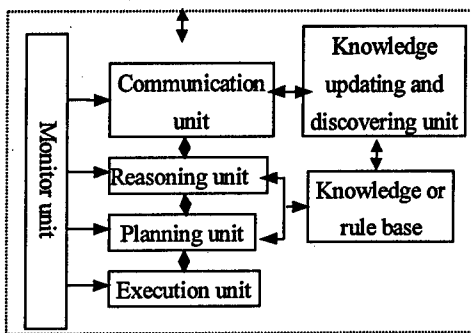 Monitor unit
Communication
unit
Knowledge
updating and
discovering unit
Reasoning unit
Knowledge or
rule base
Planning unit
Execution unit